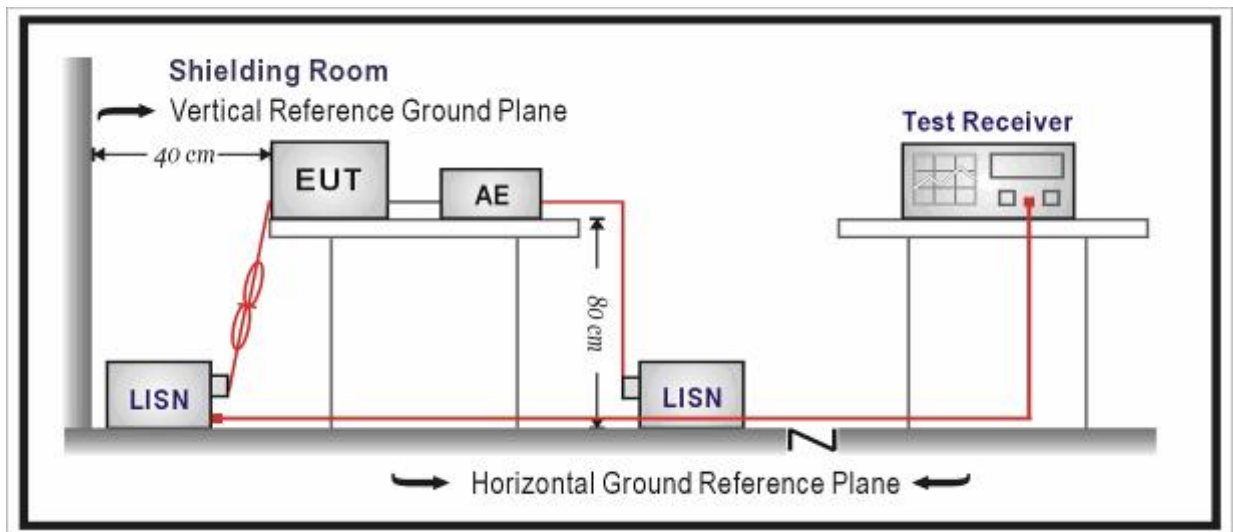 Shielding Room
Vertical Reference Ground Plane
40 cm
EUT
AE
Test Receiver
80 cm
LISN
LISN
Horizontal Ground Reference Plane